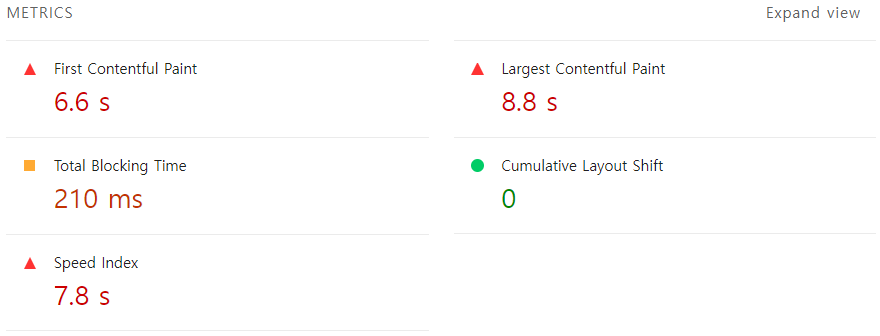 METRICS
Expand view
First Contentful Paint
6.6 s
Largest Contentful Paint
8.8 s
Total Blocking Time
210 ms
Cumulative Layout Shift
0
Speed Index
7.8 s